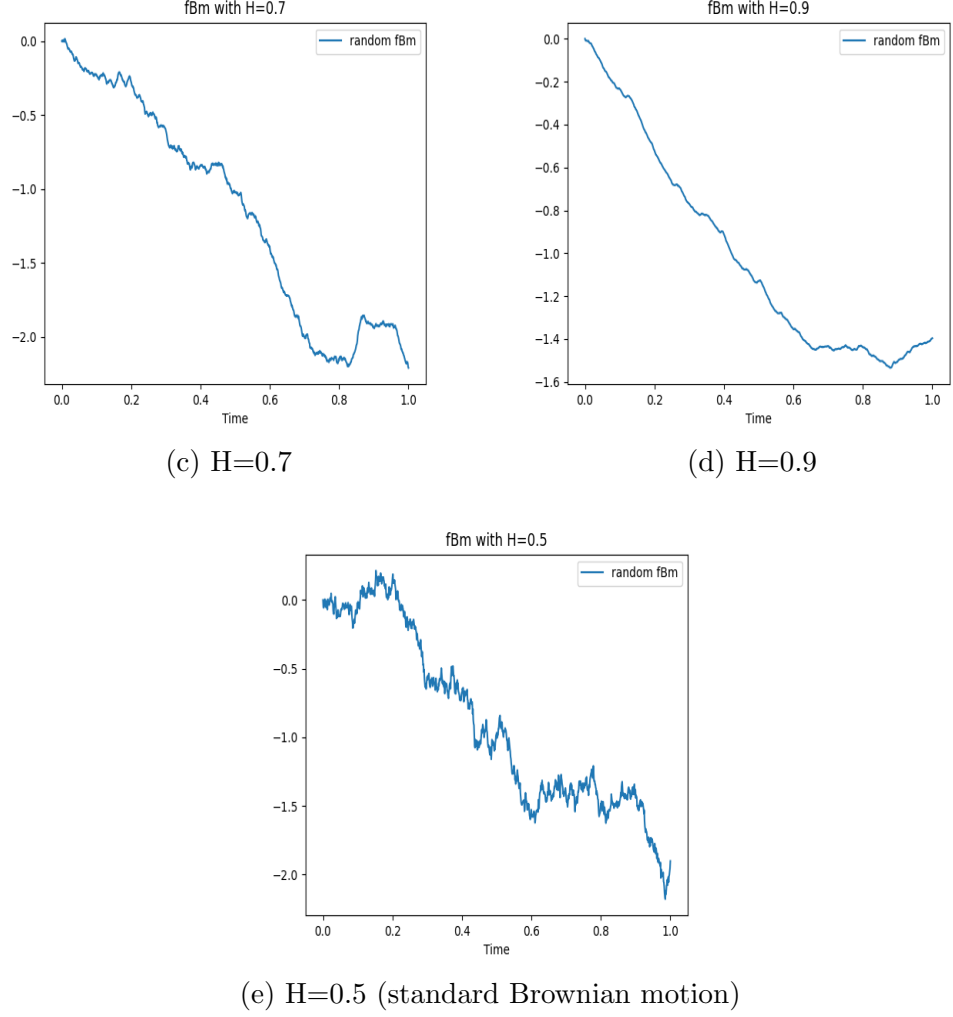 fBm with H=0.7
random fBm
0.0
−0.5
−1.0
−1.5
−2.0
0.0 0.2 0.4 0.6 0.8 1.0
Time
(c) H=0.7
fBm with H=0.9
random fBm
0.0
−0.2
−0.4
−0.6
−0.8
−1.0
−1.2
−1.4
−1.6
0.0 0.2 0.4 0.6 0.8 1.0
Time
(d) H=0.9
fBm with H=0.5
random fBm
0.0
−0.5
−1.0
−1.5
−2.0
0.0 0.2 0.4 0.6 0.8 1.0
Time
(e) H=0.5 (standard Brownian motion)